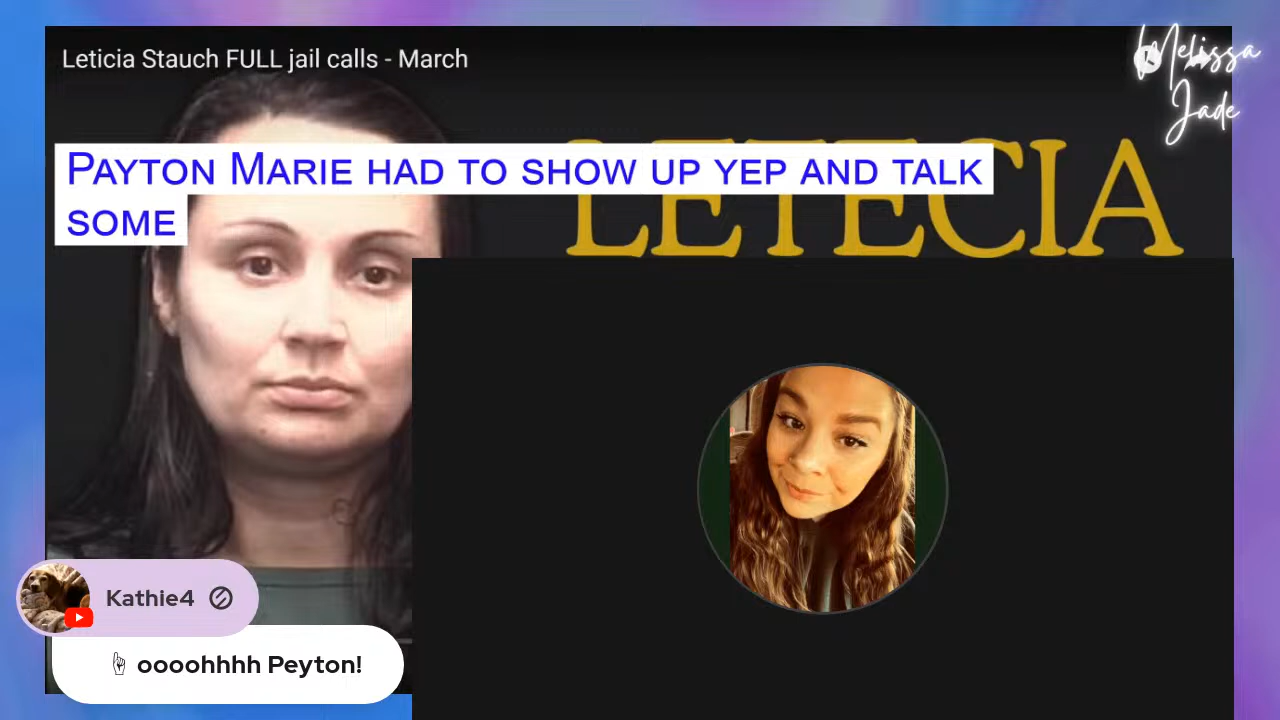 Leticia Stauch FULL jail calls - March
Melissa
Jade
PAYTON MARIE HAD TO SHOW UP YEP AND TALK
SOME
LETECIA
Kathie4
☝ oooohhhh Peyton!